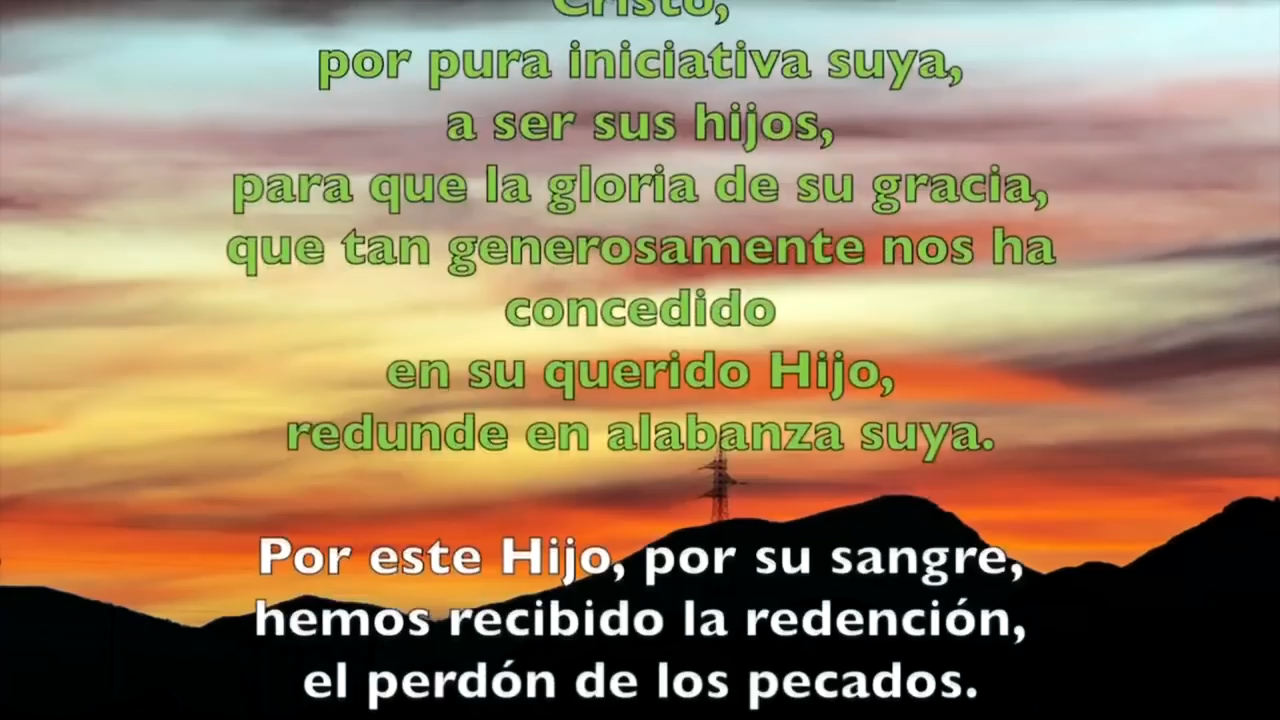 Cristo,
por pura iniciativa suya,
a ser sus hijos,
para que la gloria de su gracia,
que tan generosamente nos ha
concedido
en su querido Hijo,
redunde en alabanza suya.
Por este Hijo, por su sangre,
hemos recibido la redención,
el perdón de los pecados.